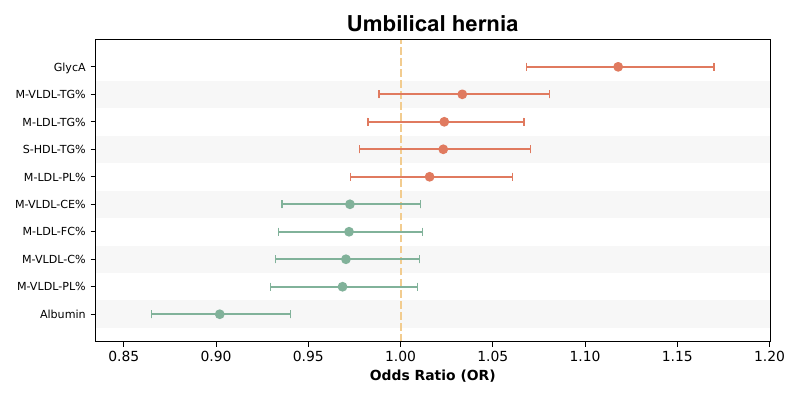 Umbilical hernia
GlycA
M-VLDL-TG%
M-LDL-TG%
S-HDL-TG%
M-LDL-PL%
M-VLDL-CE%
M-LDL-FC%
M-VLDL-C%
M-VLDL-PL%
Albumin
0.85 0.90 0.95 1.00 1.05 1.10 1.15 1.20
Odds Ratio (OR)